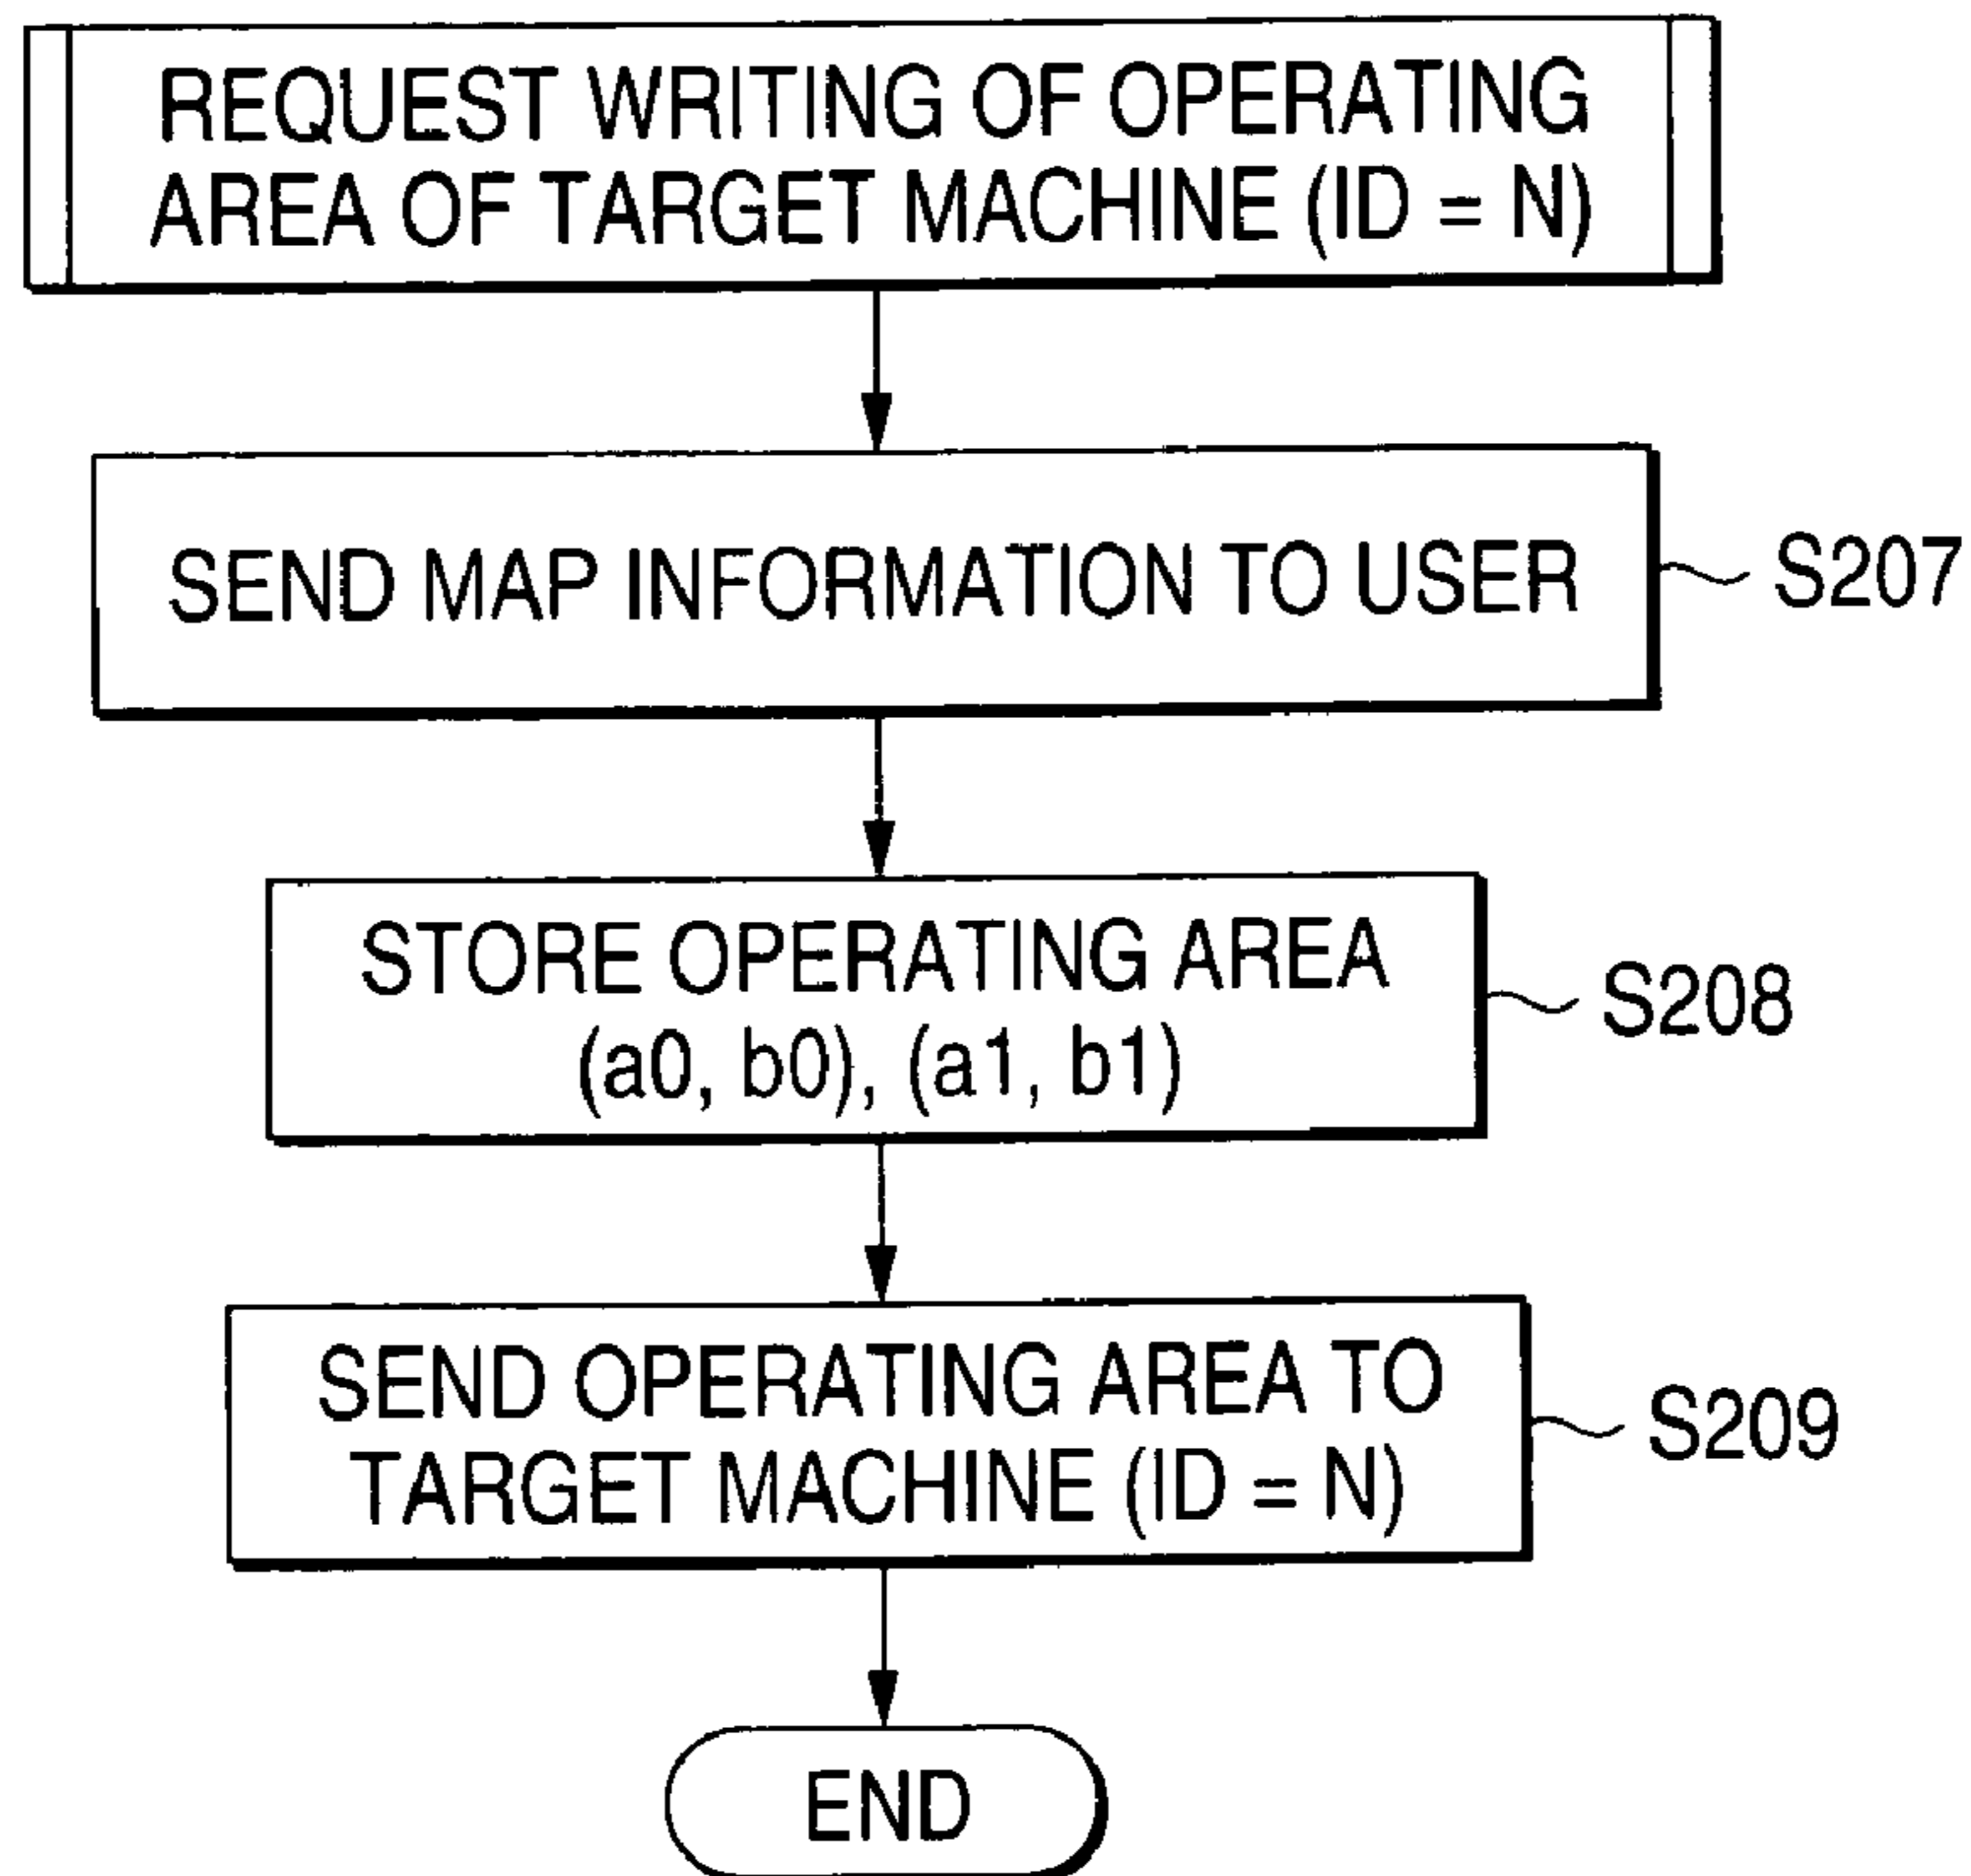 REQUEST WRITING OF OPERATING
AREA OF TARGET MACHINE (ID = N)
SEND MAP INFORMATION TO USER
S207
STORE OPERATING AREA
(a0, b0), (a1, b1)
S208
SEND OPERATING AREA TO
TARGET MACHINE (ID = N)
S209
END